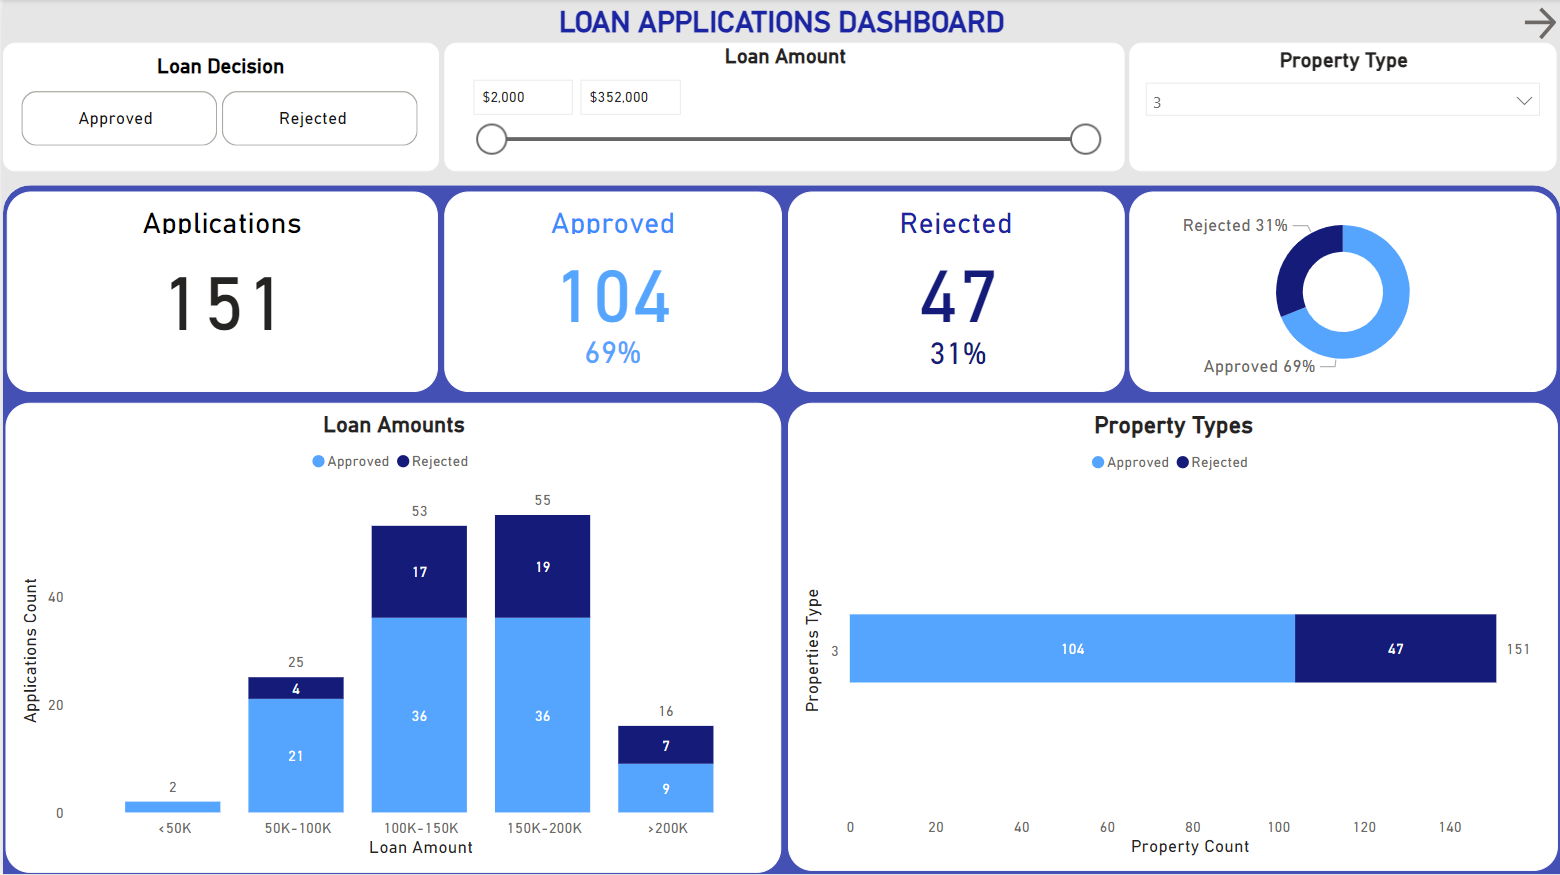 LOAN APPLICATIONS DASHBOARD
Loan Decision
Approved
Rejected
Loan Amount
$2,000
$352,000
Property Type
3
Applications
151
Approved
104
69%
Rejected
47
31%
Rejected 31%
Approved 69%
Loan Amounts
Approved Rejected
Applications Count
40
20
0
2
25
4
21
53
17
36
55
19
36
16
7
9
<50K
50K-100K
100K-150K
150K-200K
>200K
Loan Amount
Property Types
Approved Rejected
Properties Type
3
104
47
151
0
20
40
60
80
100
120
140
Property Count